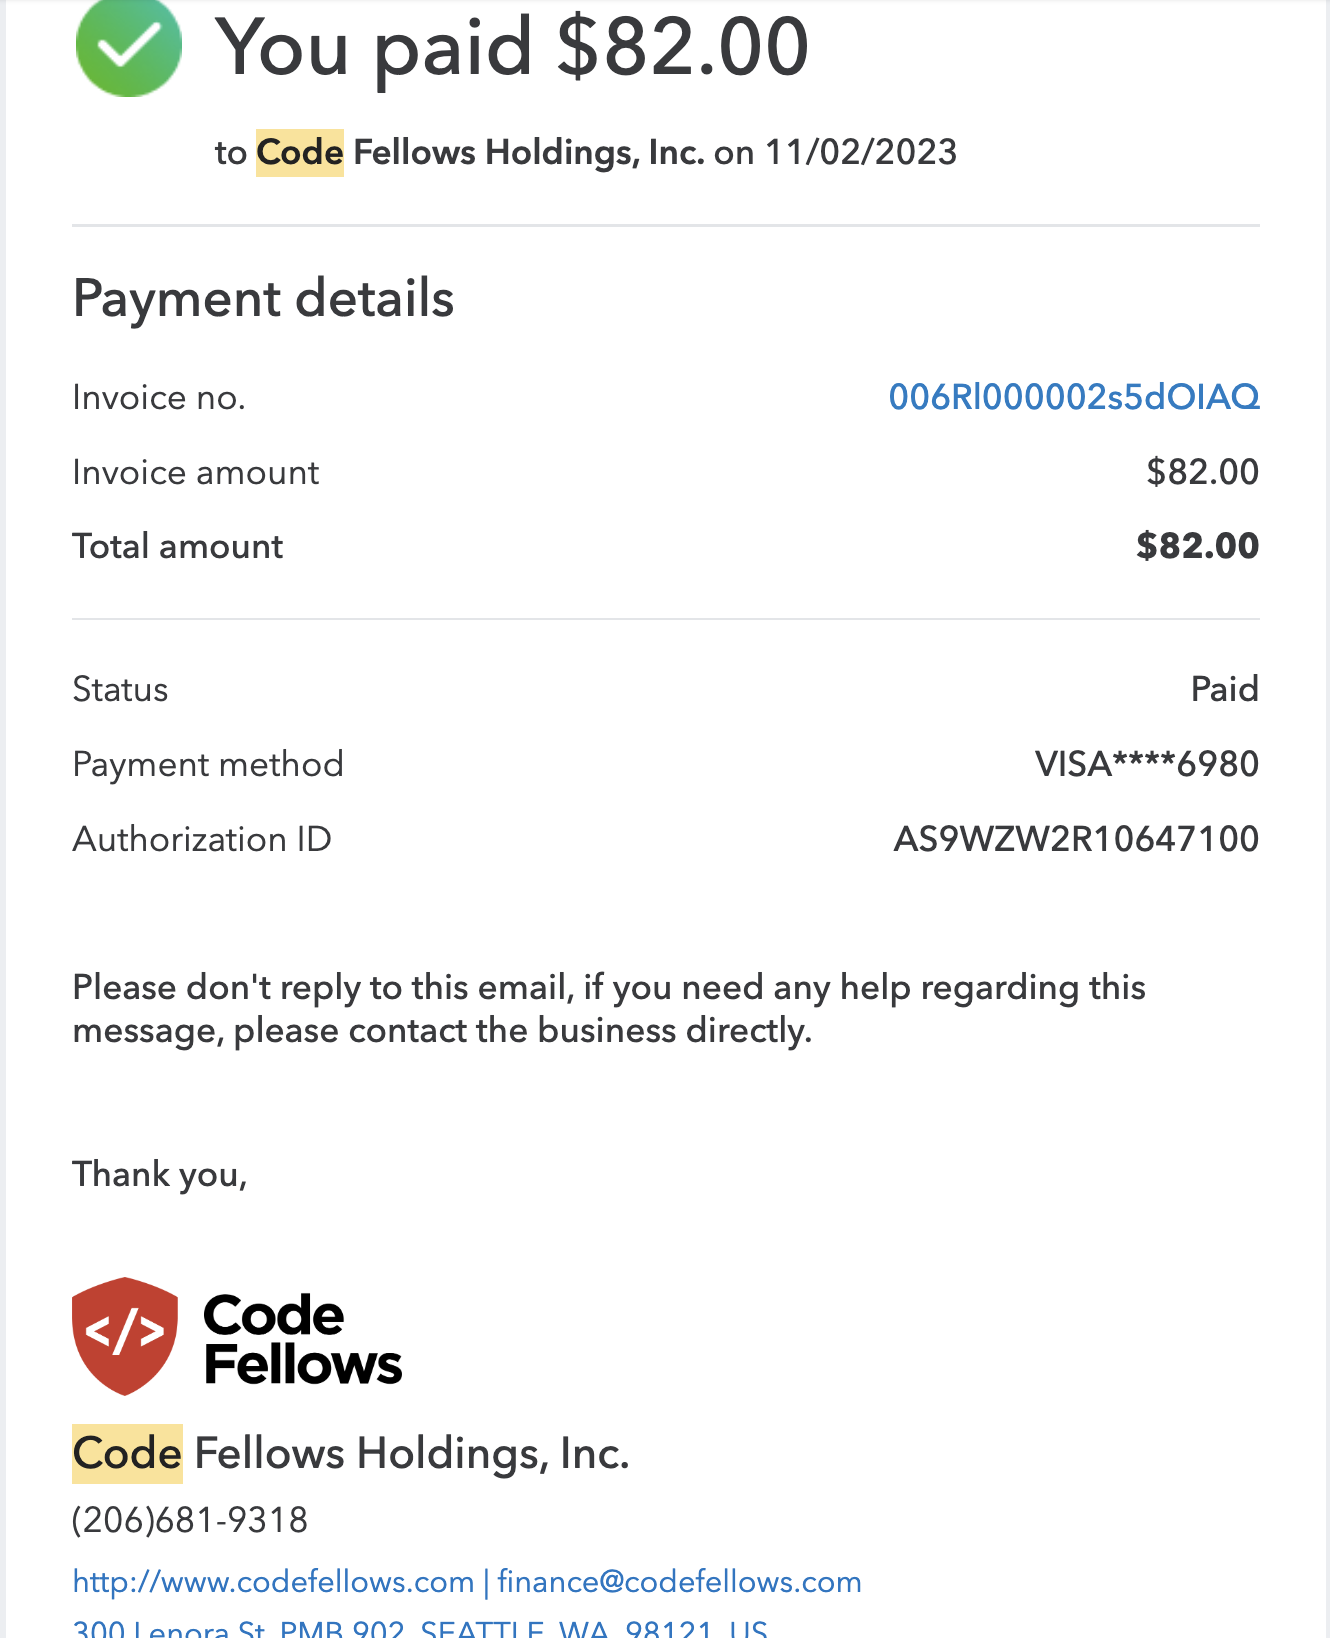 You paid $82.00
to Code Fellows Holdings, Inc. on 11/02/2023
Payment details
Invoice no. 006Rl000002s5dOIAQ
Invoice amount $82.00
Total amount $82.00
Status Paid
Payment method VISA****6980
Authorization ID AS9WZW2R10647100
Please don't reply to this email, if you need any help regarding this
message, please contact the business directly.
Thank you,
</>
Code
Fellows
Code Fellows Holdings, Inc.
(206)681-9318
http://www.codefellows.com | finance@codefellows.com
300 Lenora St, PMB 902, SEATTLE, WA, 98121, US